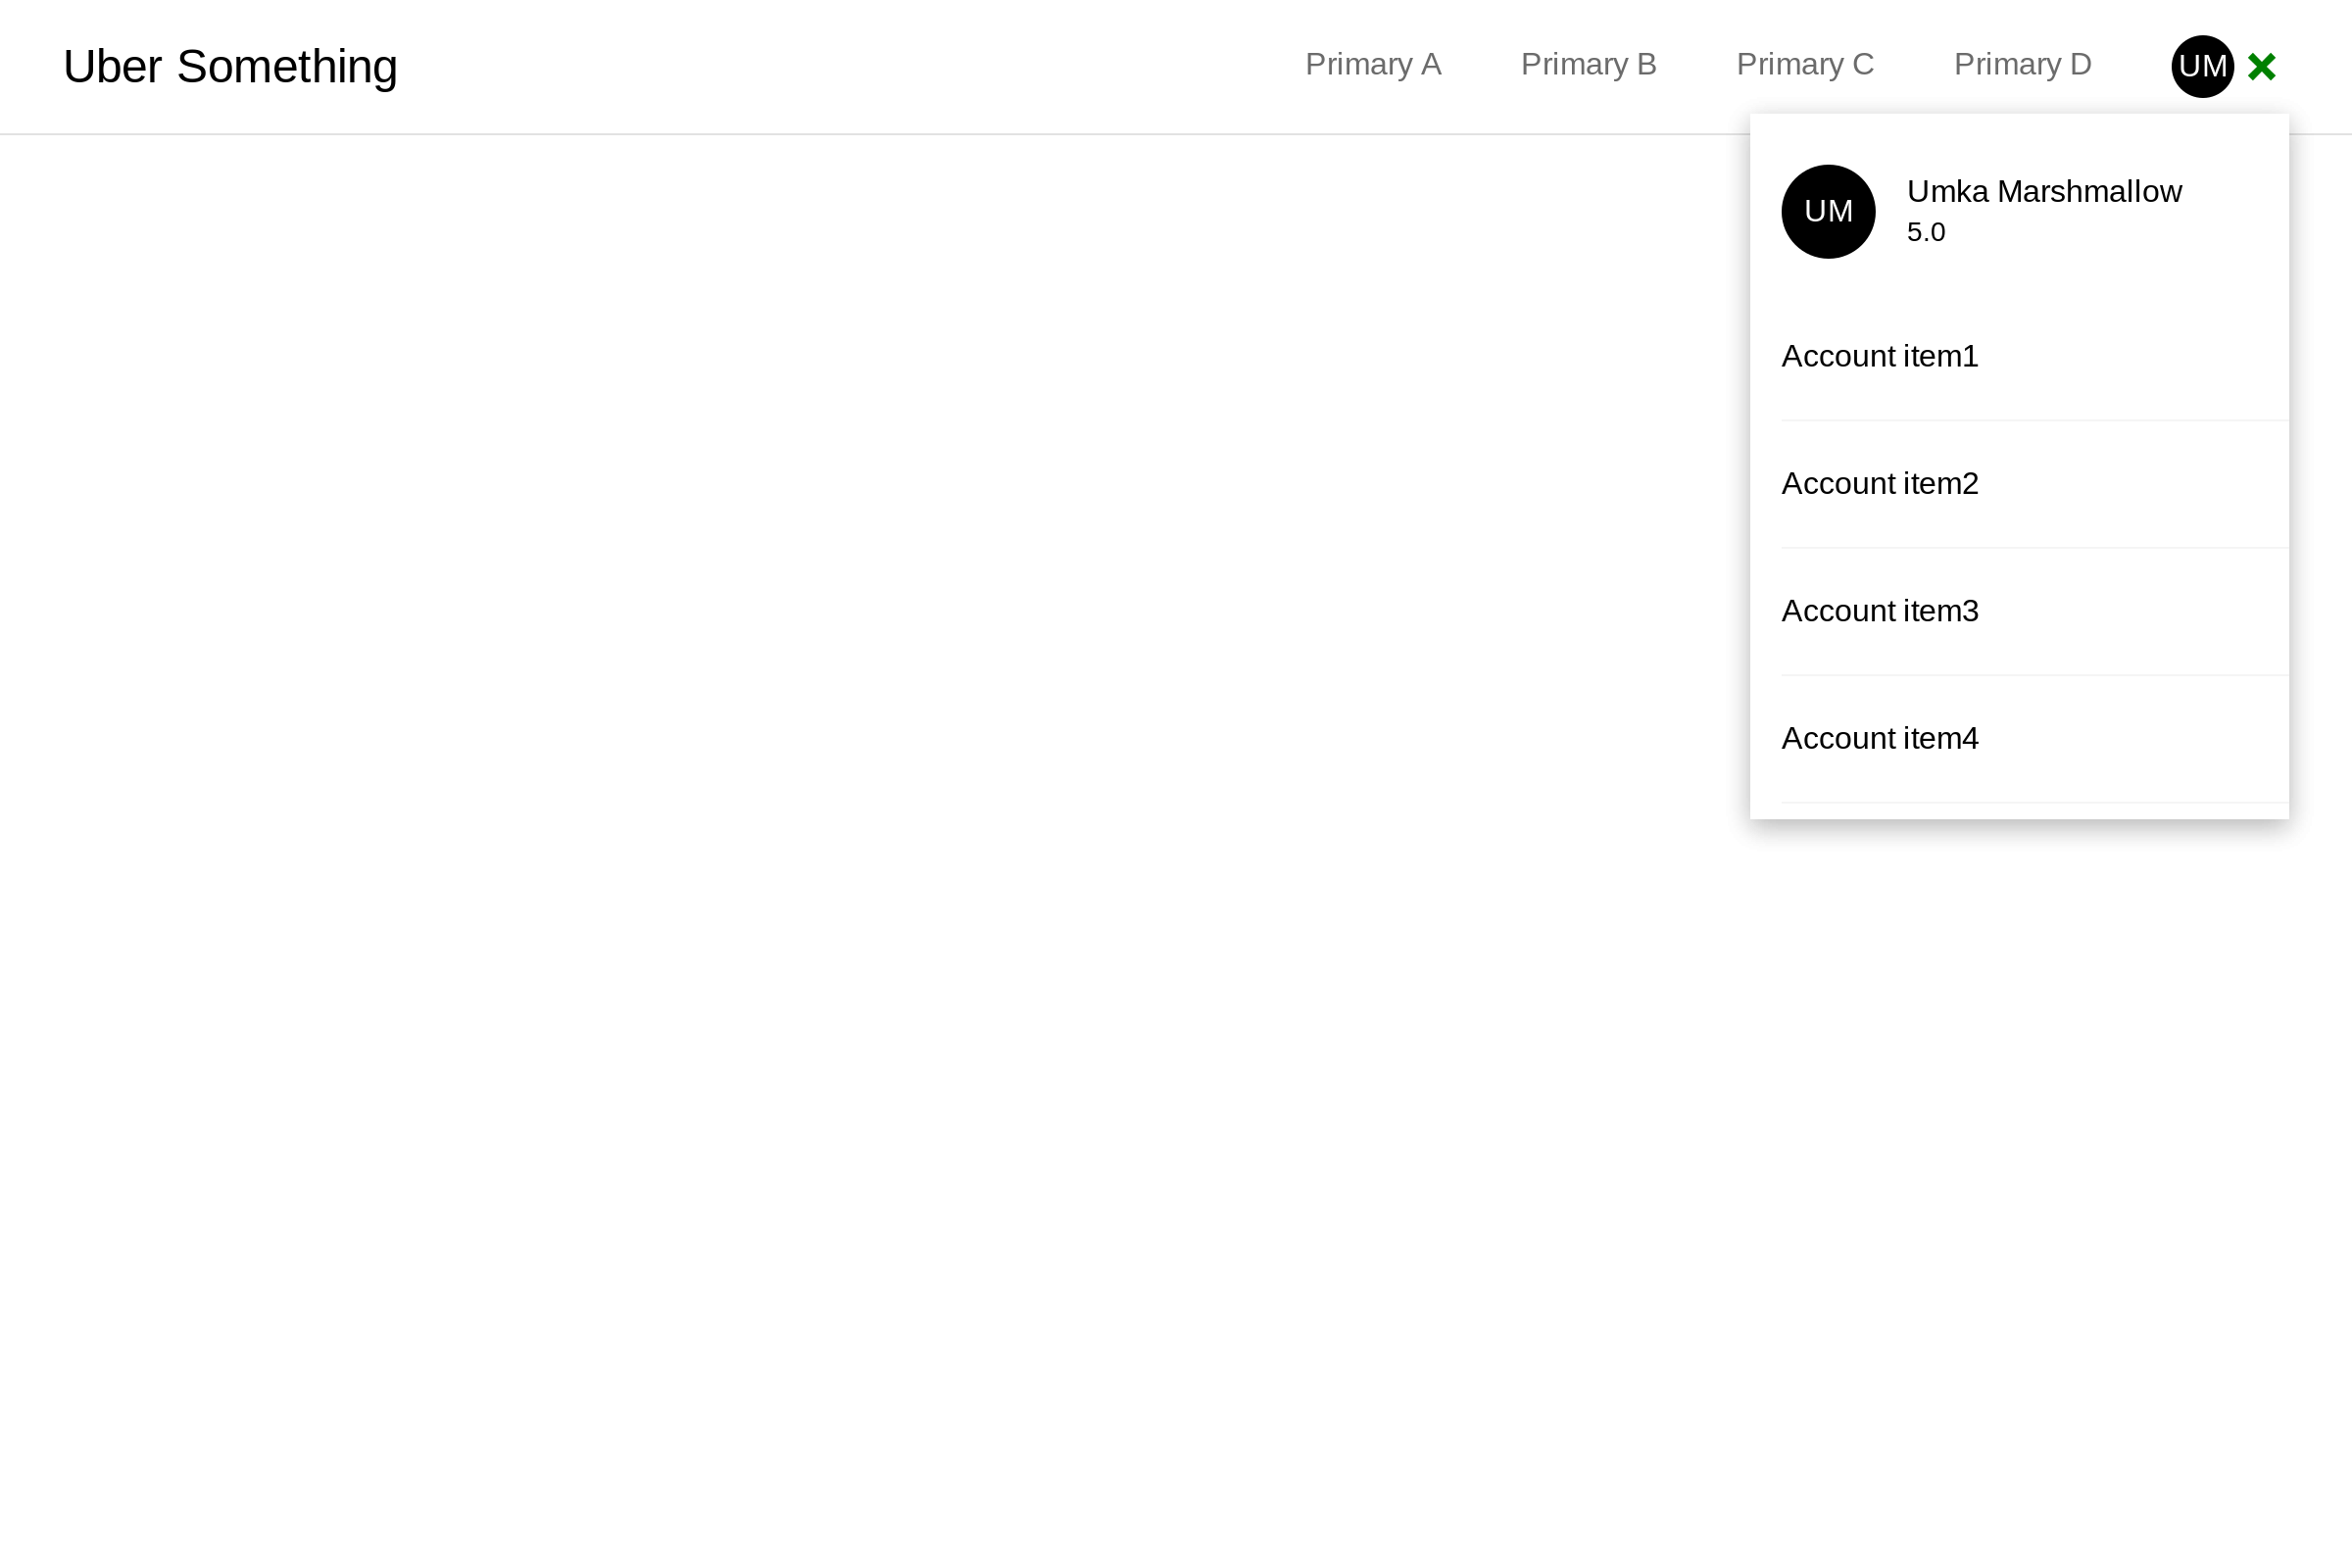 Uber Something
Primary A
Primary B
Primary C
Primary D
UM
UM
Umka Marshmallow
5.0
Account item1
Account item2
Account item3
Account item4